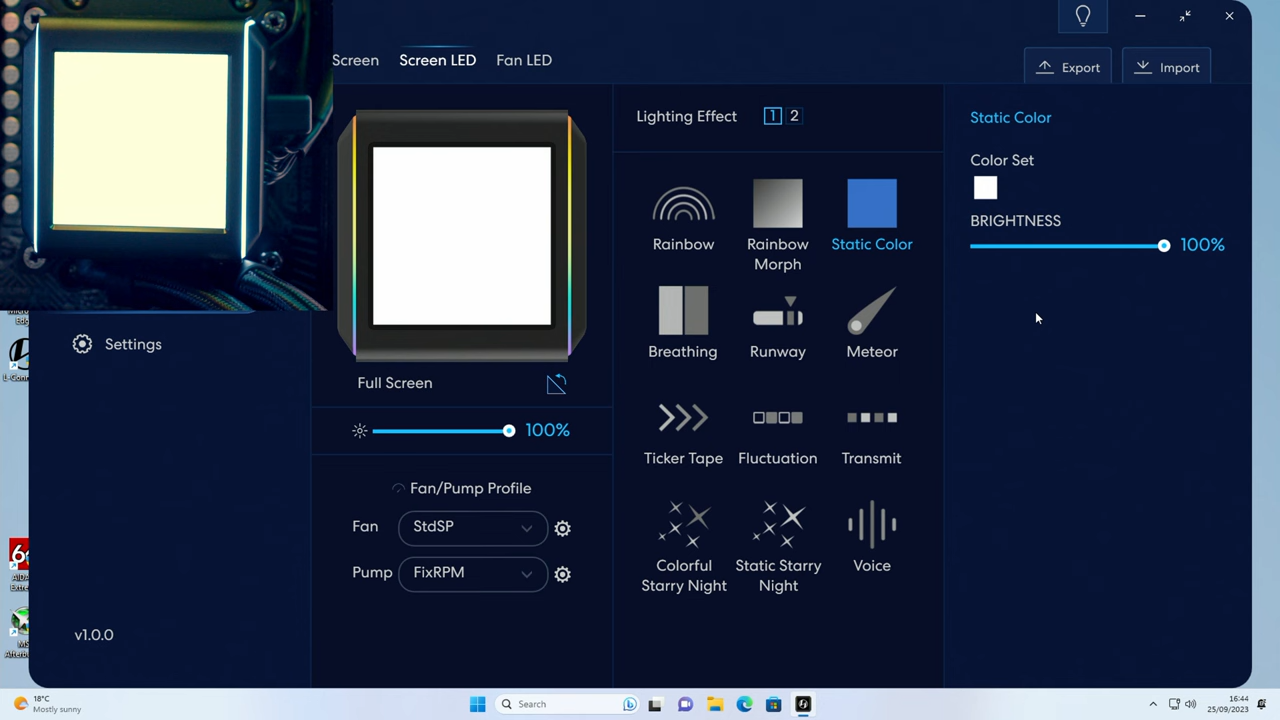 Screen
Screen LED
Fan LED
Export
Import
Lighting Effect
1
2
Static Color
Color Set
BRIGHTNESS
100%
Rainbow
Rainbow
Morph
Static Color
Breathing
Runway
Meteor
Ticker Tape
Fluctuation
Transmit
Colorful
Starry Night
Static Starry
Night
Voice
Full Screen
100%
Fan/Pump Profile
Fan
StdSP
Pump
FixRPM
Settings
v1.0.0
18°C
Mostly sunny
Search
16:44
25/09/2023